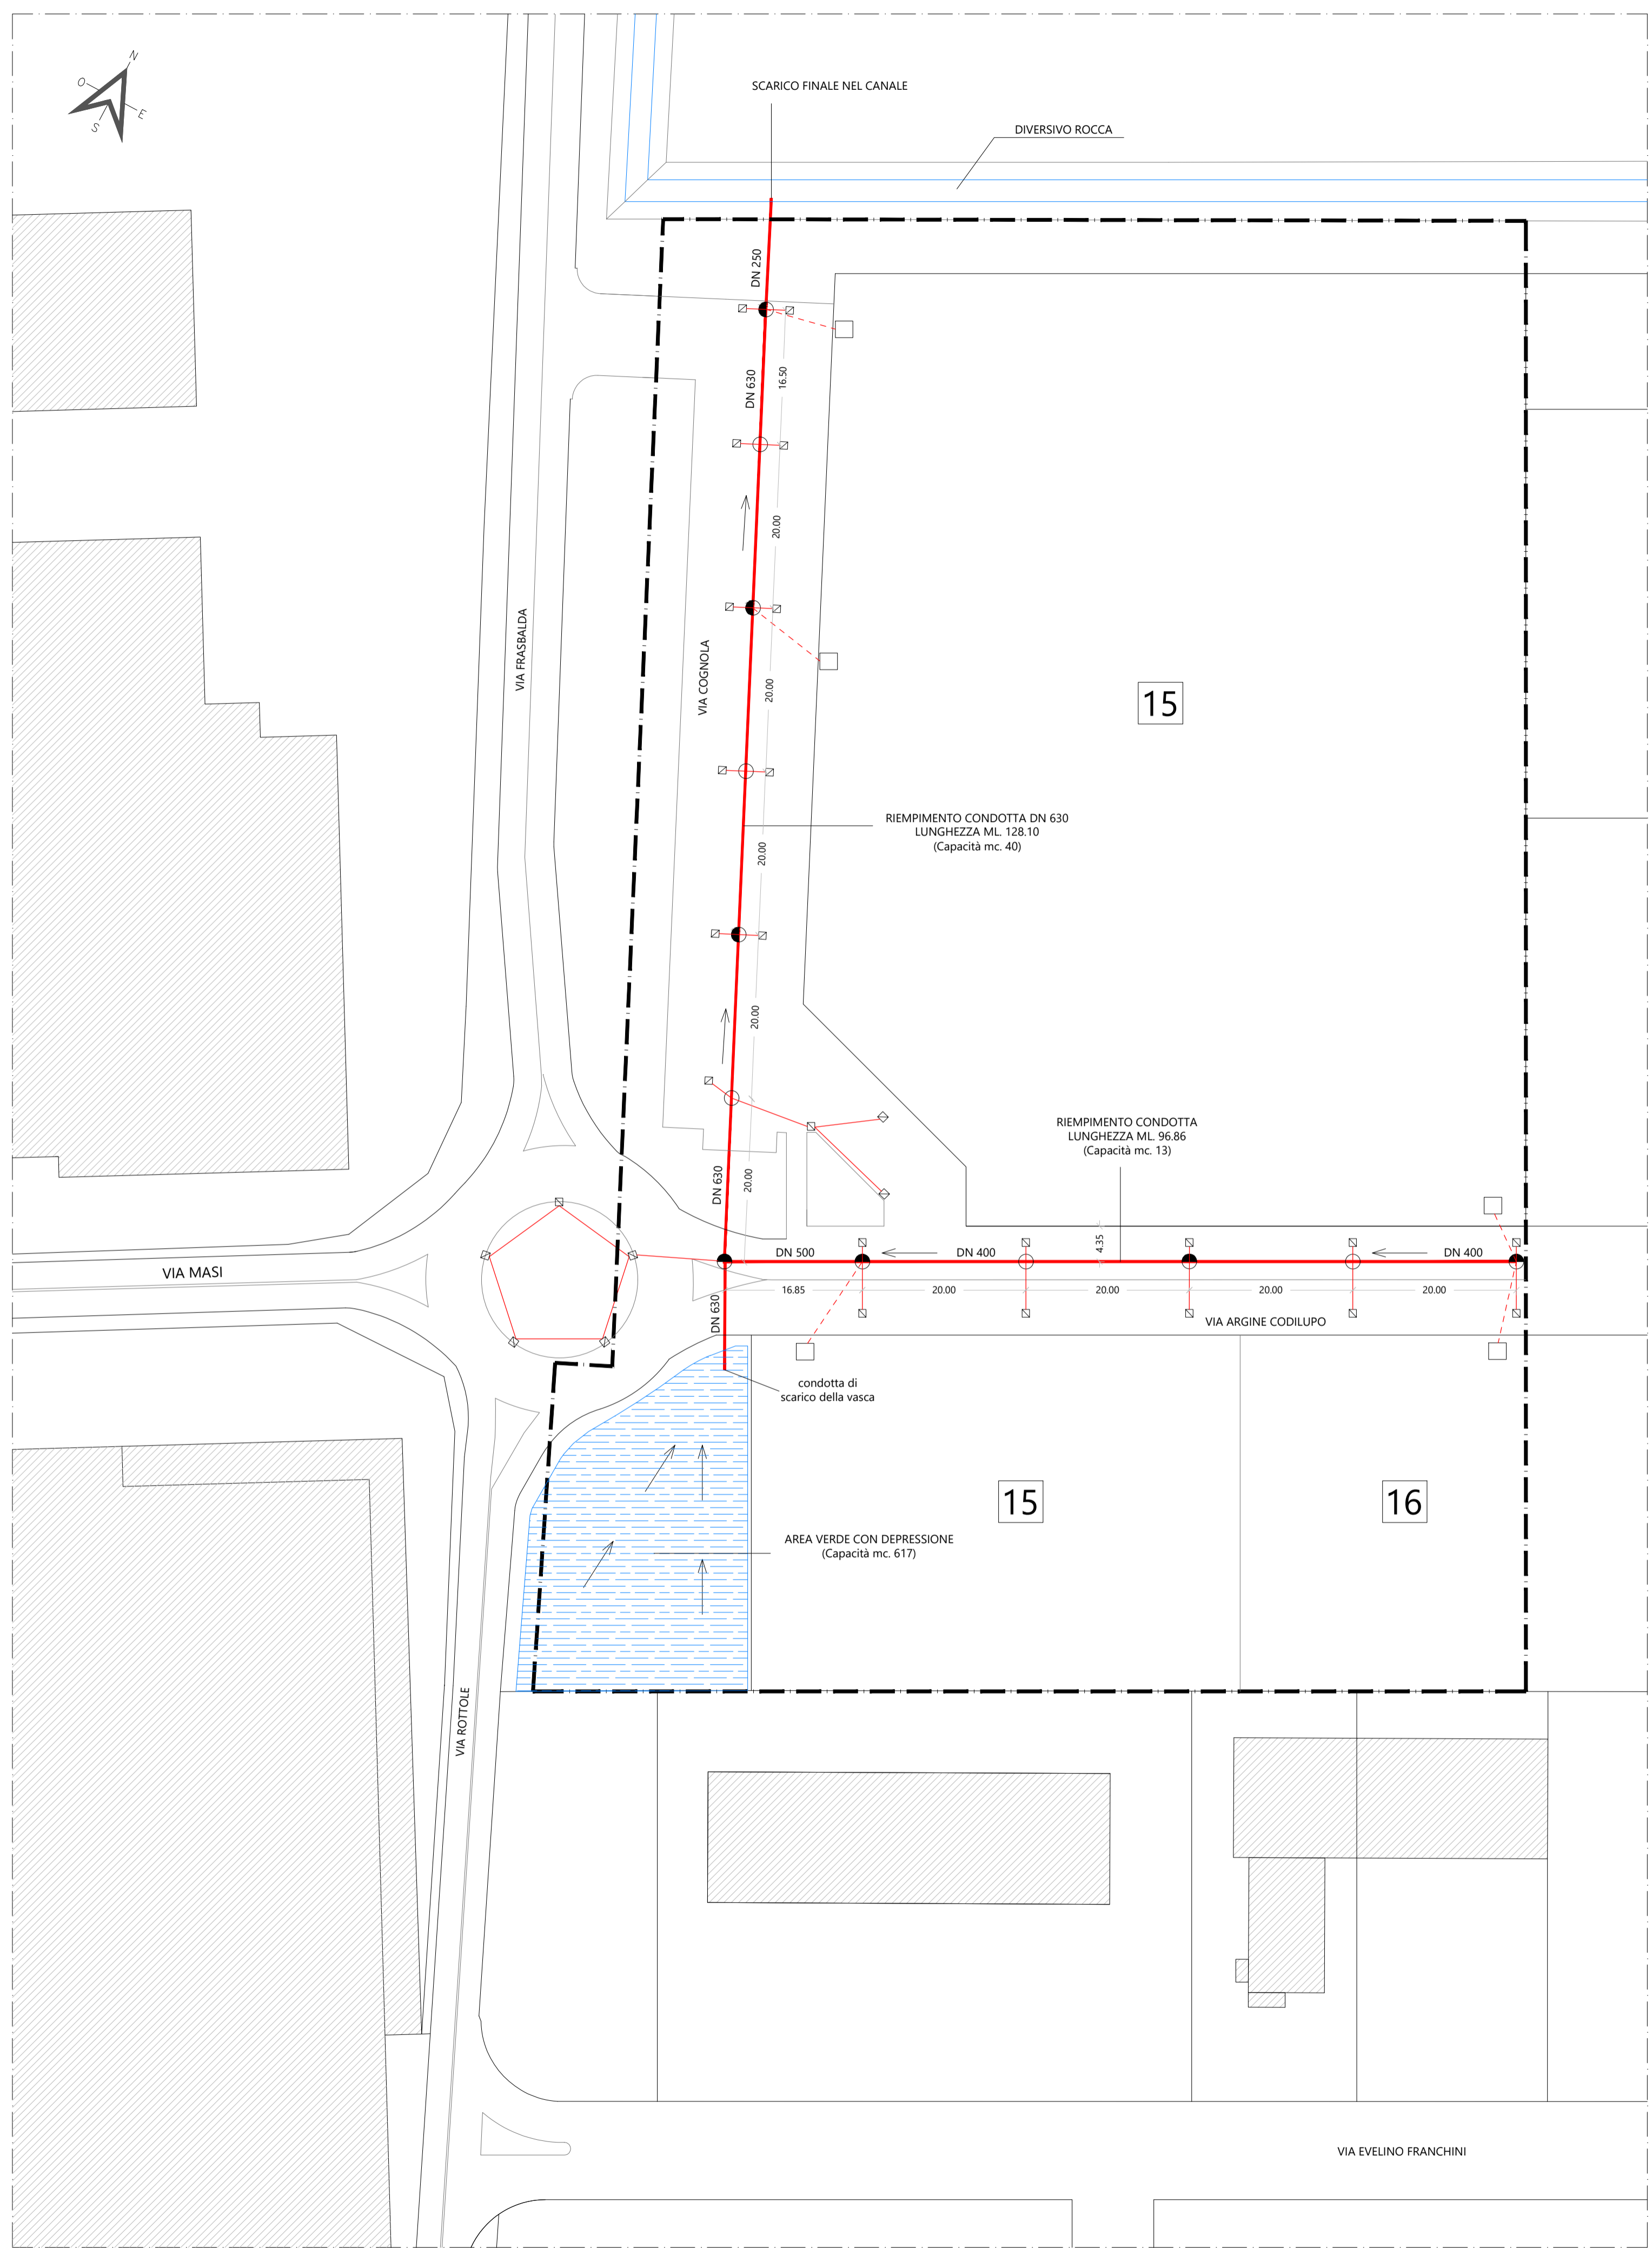 N
O
E
S
SCARICO FINALE NEL CANALE
DIVERSIVO ROCCA
DN 250
DN 630
16.50
20.00
VIA FRASBALDA
VIA COGNOLA
20.00
15
RIEMPIMENTO CONDOTTA DN 630
LUNGHEZZA ML. 128.10
(Capacità mc. 40)
20.00
20.00
RIEMPIMENTO CONDOTTA
LUNGHEZZA ML. 96.86
(Capacità mc. 13)
DN 630
20.00
DN 500
DN 400
4.35
DN 400
VIA MASI
16.85
20.00
20.00
20.00
20.00
DN 630
VIA ARGINE CODILUPO
condotta di
scarico della vasca
15
16
AREA VERDE CON DEPRESSIONE
(Capacità mc. 617)
VIA ROTTOLE
VIA EVELINO FRANCHINI